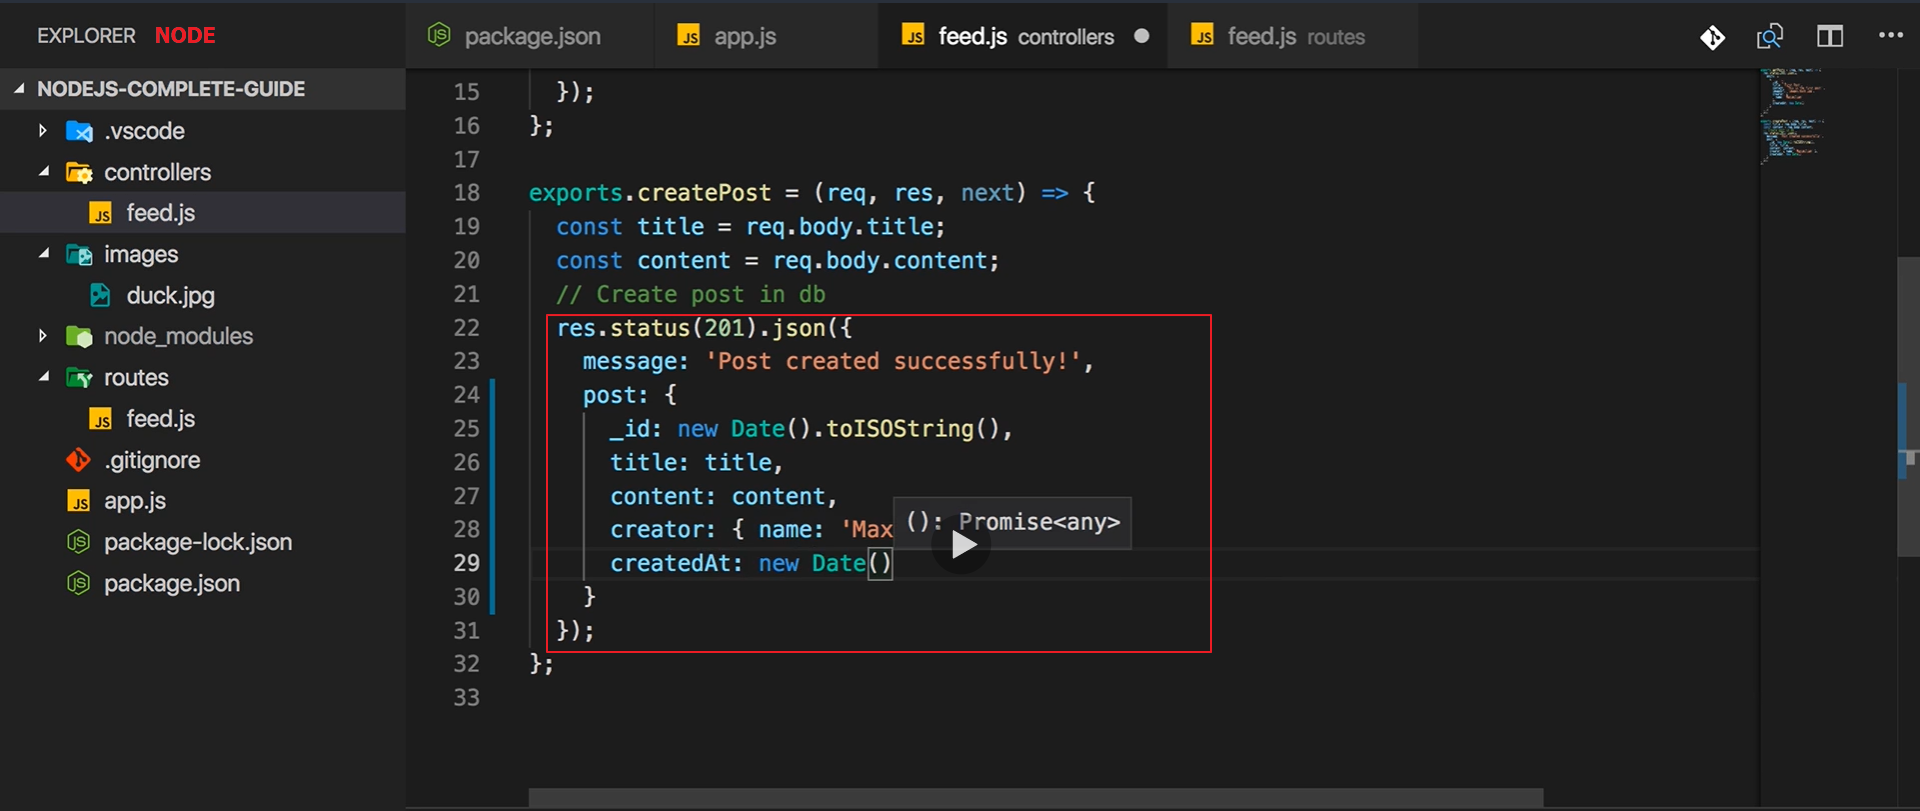 EXPLORER NODE
package.json
app.js
feed.js controllers
feed.js routes
NODEJS-COMPLETE-GUIDE
.vscode
controllers
feed.js
images
duck.jpg
node_modules
routes
feed.js
.gitignore
app.js
package-lock.json
package.json
15 });
16 };
17
18 exports.createPost = (req, res, next) => {
19 const title = req.body.title;
20 const content = req.body.content;
21 // Create post in db
22 res.status(201).json({
23 message: 'Post created successfully!',
24 post: {
25 _id: new Date().toISOString(),
26 title: title,
27 content: content,
28 creator: { name: 'Max
(): Promise<any>
29 createdAt: new Date()
30 }
31 });
32 };
33